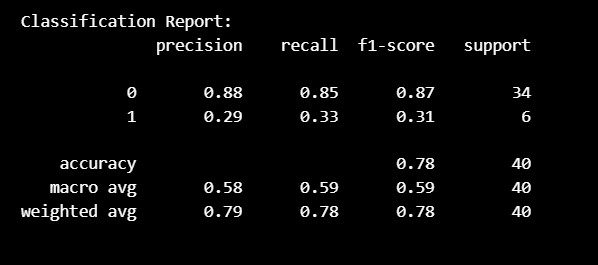 Classification Report:
precision recall f1-score support
0 0.88 0.85 0.87 34
1 0.29 0.33 0.31 6
accuracy 0.78 40
macro avg 0.58 0.59 0.59 40
weighted avg 0.79 0.78 0.78 40